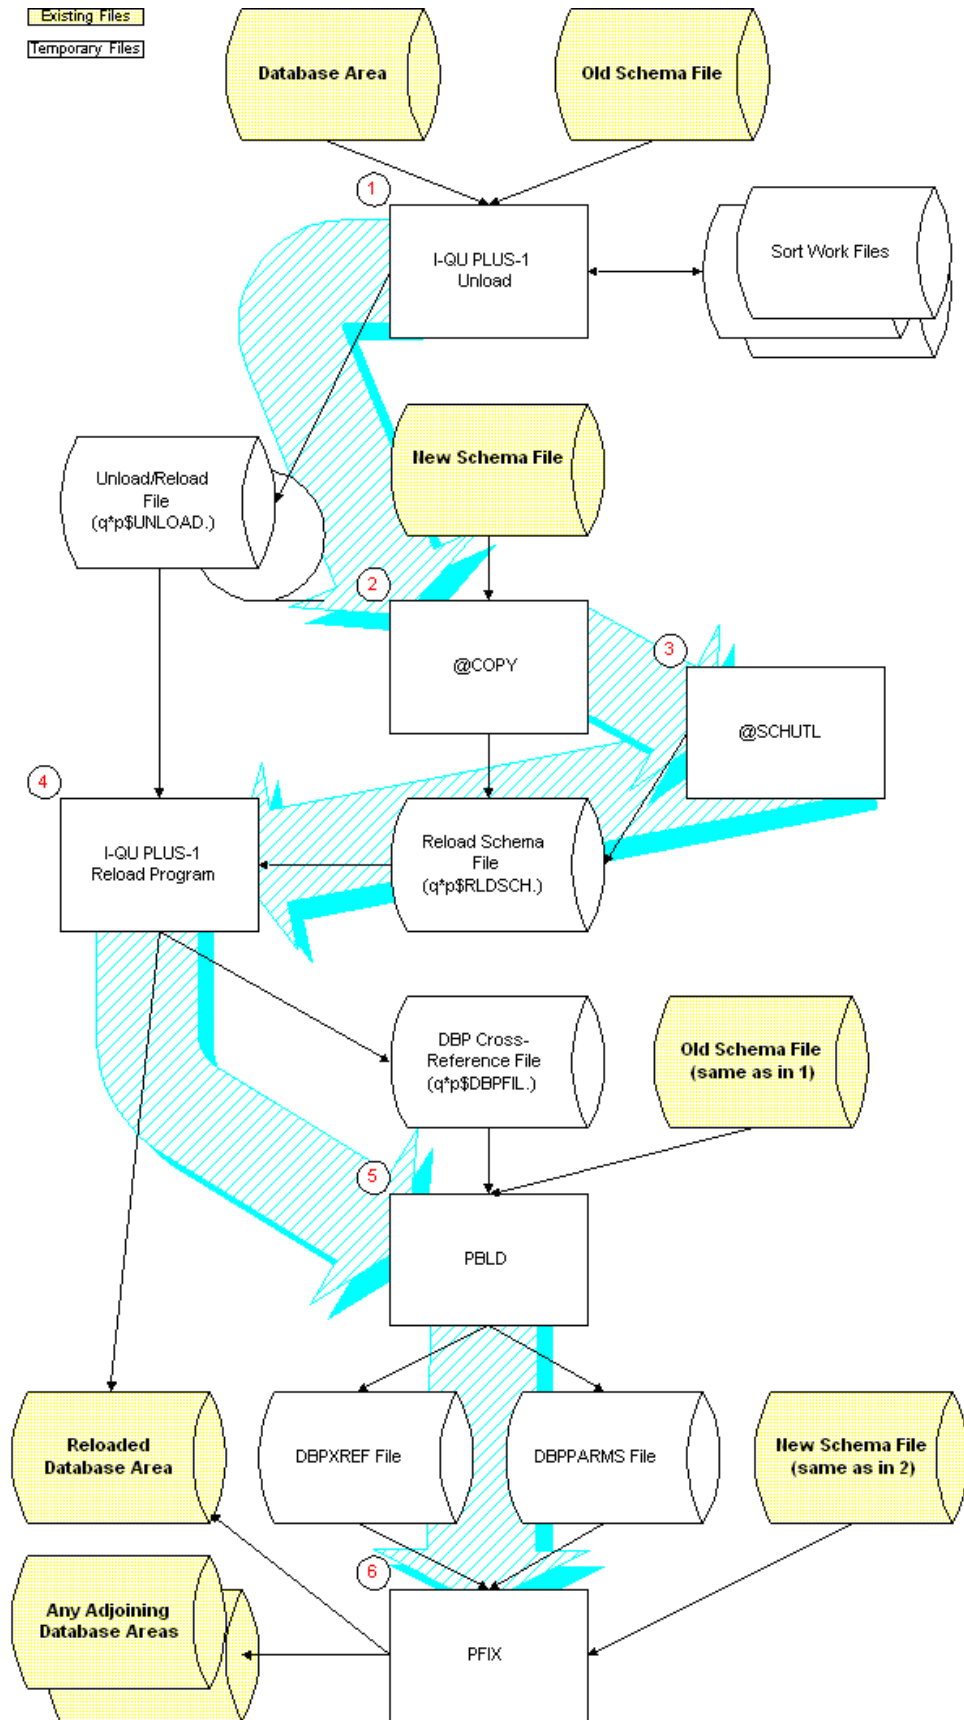 Existing Files
Temporary Files
Database Area
Old Schema File
1
I-QU PLUS-1
Unload
Sort Work Files
New Schema File
Unload/Reload
File
(q*p$UNLOAD.)
2
@COPY
3
@SCHUTL
4
I-QU PLUS-1
Reload Program
Reload Schema
File
(q*p$RLDSCH.)
DBP Cross-
Reference File
(q*p$DBPFIL.)
Old Schema File
(same as in 1)
5
PBLD
Reloaded
Database Area
DBPXREF File
DBPPARMS File
New Schema File
(same as in 2)
6
Any Adjoining
Database Areas
PFIX